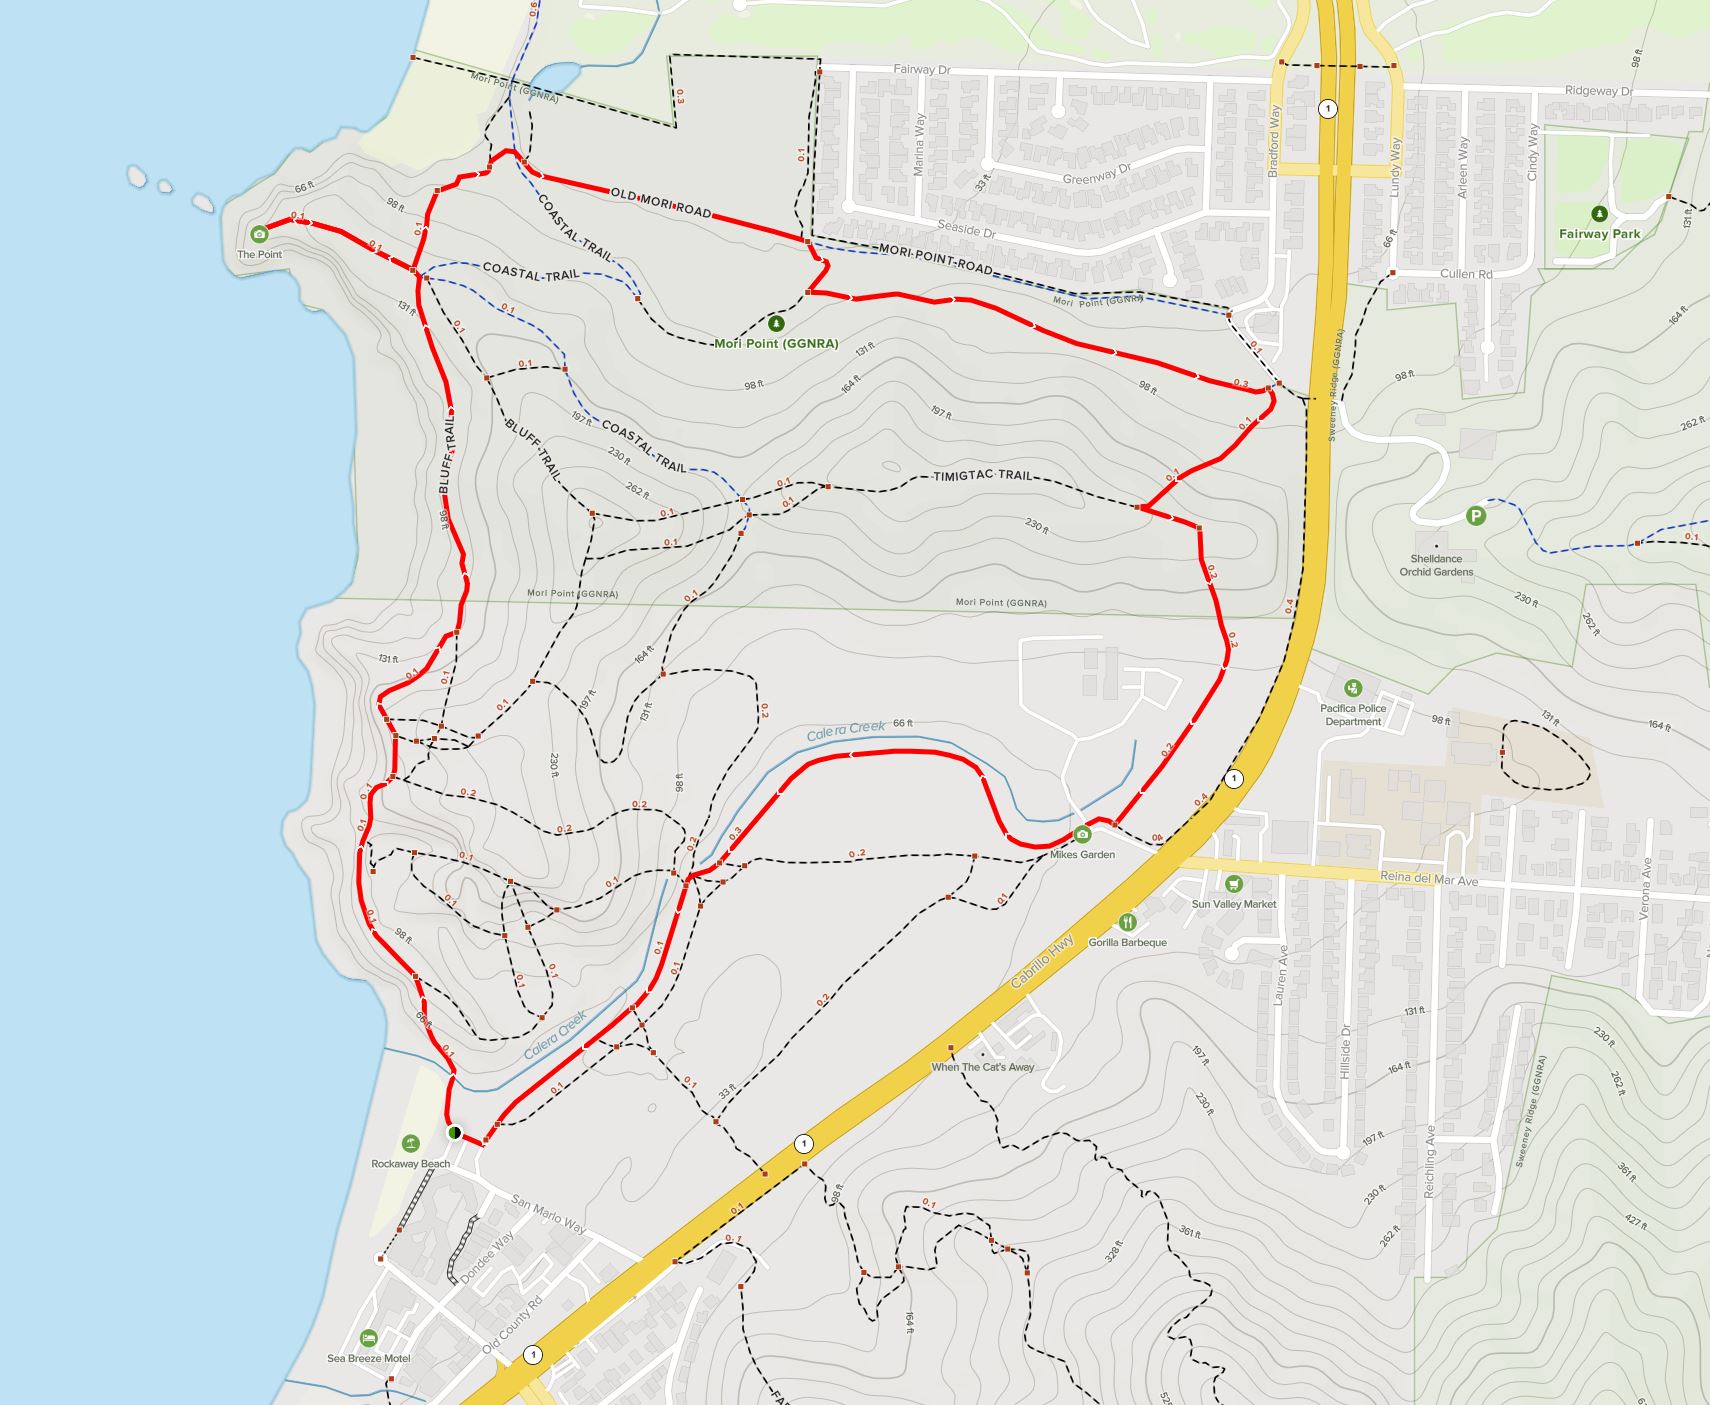 0.6
Mori Point (GGNRA)
0.3
Fairway Dr
98 ft
Ridgeway Dr
1
Marina Way
Bradford Way
Lundy Way
Arleen Way
Cindy Way
0.1
33 ft
Greenway Dr
66 ft
98 ft
OLD MORI ROAD
COASTAL TRAIL
Seaside Dr
131 ft
Fairway Park
66 ft
The Point
0.1
0.1
0.1
MORI POINT ROAD
COASTAL TRAIL
Cullen Rd
131 ft
0.1
0.1
Mori Point (GGNRA)
Mori Point (GGNRA)
164 ft
0.1
131 ft
0.1
98 ft
164 ft
98 ft
0.3
98 ft
Sweeney Ridge (GGNRA)
197 ft
197 ft
0.1
262 ft
BLUFF TRAIL
BLUFF TRAIL
COASTAL TRAIL
230 ft
262 ft
0.1
0.1
TIMIGTAC TRAIL
0.1
98 ft
0.1
230 ft
P
0.1
0.1
Shelldance
Orchid Gardens
0.2
Mori Point (GGNRA)
0.1
Mori Point (GGNRA)
0.4
230 ft
262 ft
131 ft
164 ft
0.2
0.1
0.1
0.1
197 ft
131 ft
0.2
Calera Creek
66 ft
Pacifica Police
Department
98 ft
131 ft
164 ft
230 ft
98 ft
0.2
1
0.1
0.2
0.2
0.4
0.1
0.2
0.2
0.3
0.4
Mikes Garden
0.1
0.1
0.2
Reina del Mar Ave
Verona Ave
0.1
0.1
Sun Valley Market
Gorilla Barbeque
98 ft
0.1
0.1
0.1
0.1
Cabrillo Hwy
Lauren Ave
66 ft
0.1
Calera Creek
0.2
131 ft
Hillside Dr
230 ft
197 ft
164 ft
262 ft
When The Cat's Away
0.1
0.1
33 ft
230 ft
Sweeney Ridge (GGNRA)
197 ft
Rockaway Beach
1
361 ft
Reichling Ave
98 ft
0.1
0.1
230 ft
San Marlo Way
427 ft
361 ft
262 ft
0.1
328 ft
Dondee Way
Old County Rd
164 ft
Sea Breeze Motel
1